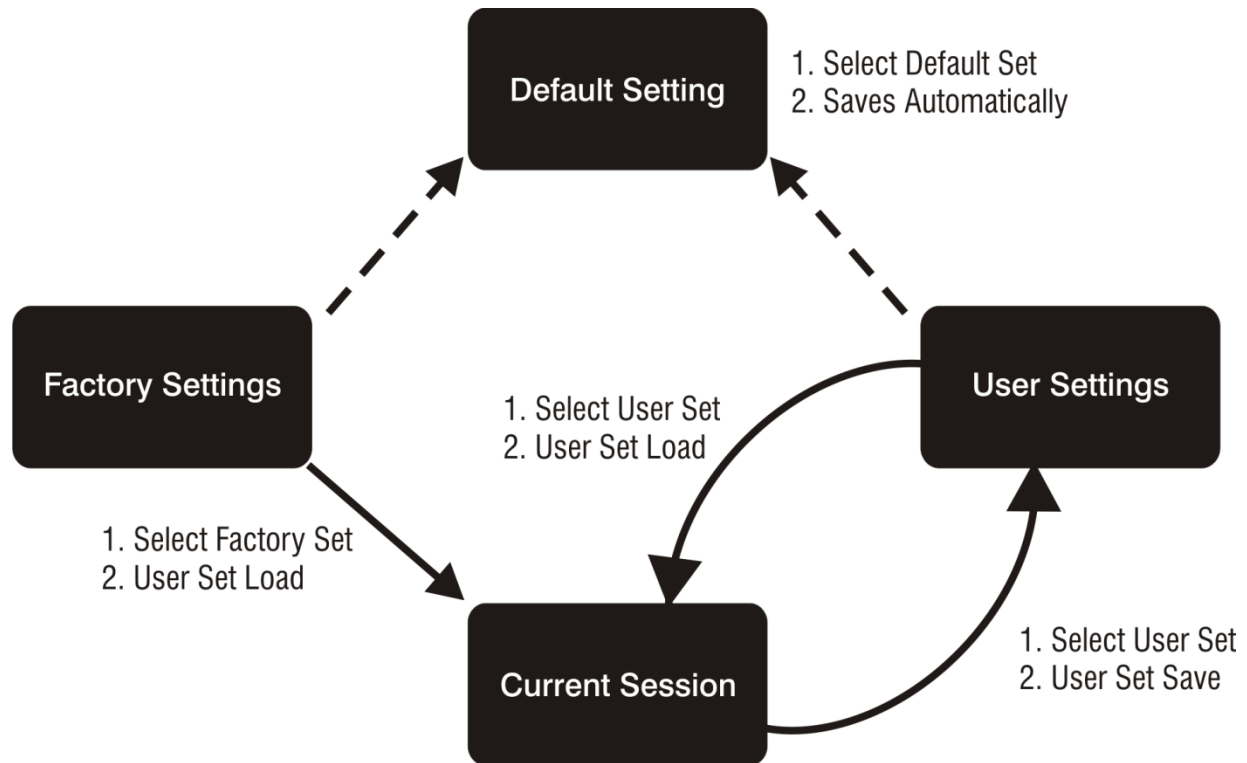 Default Setting
1. Select Default Set
2. Saves Automatically
Factory Settings
User Settings
1. Select User Set
2. User Set Load
1. Select Factory Set
2. User Set Load
Current Session
1. Select User Set
2. User Set Save